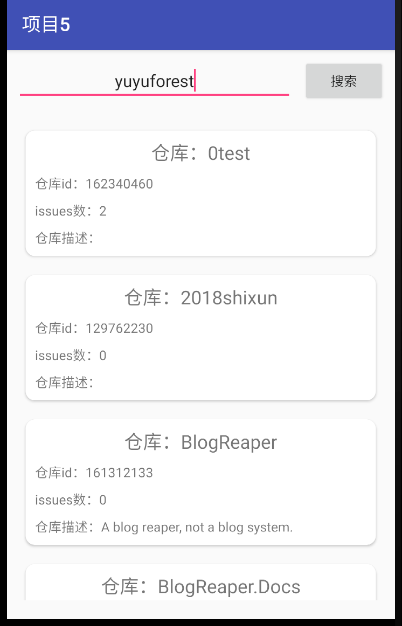 项目5
yuyuforest
搜索
仓库：0test
仓库id：162340460
issues数：2
仓库描述：
仓库：2018shixun
仓库id：129762230
issues数：0
仓库描述：
仓库：BlogReaper
仓库id：161312133
issues数：0
仓库描述：A blog reaper, not a blog system.
仓库：BlogReaper.Docs